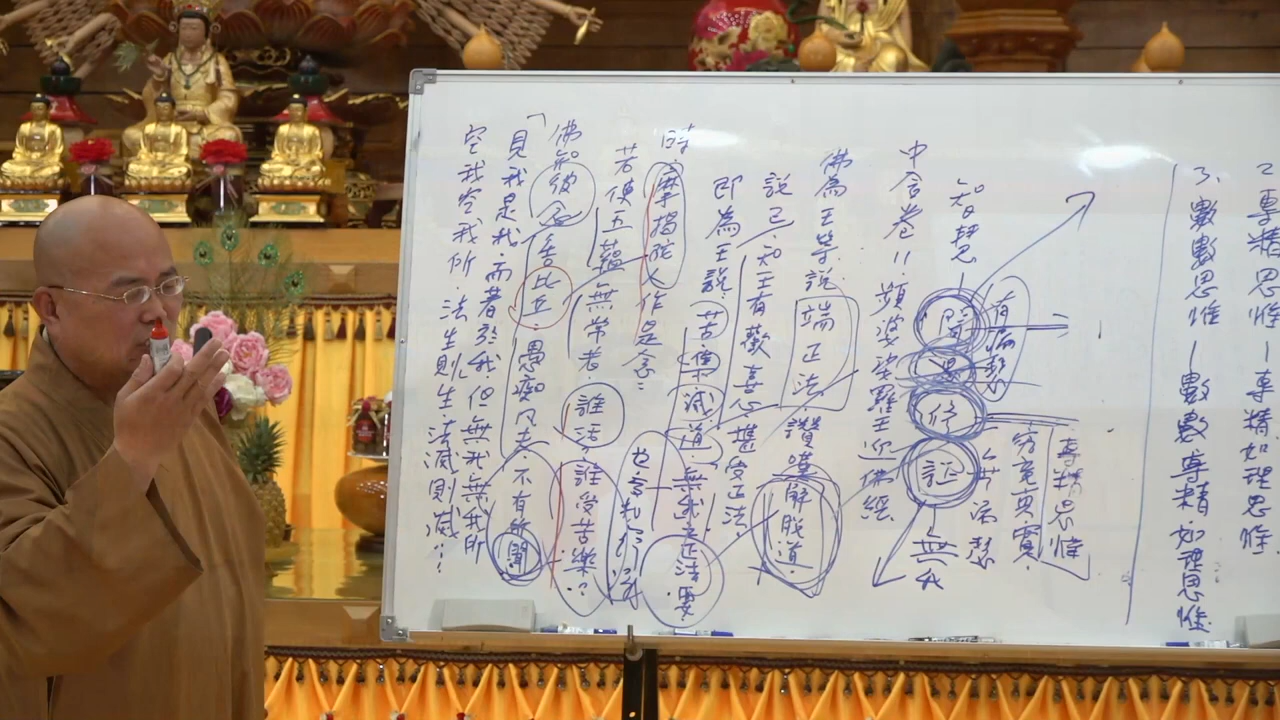 2 專精思惟－專精如理思惟
3、數數思惟－數數專精如理思惟
專精思惟
究竟真實
有漏慧
無漏慧
智慧
聞
思
修
証
無我
中含卷11 頻婆娑羅王迎佛經
佛為王等說端正法讚嘆解脫道
說已知王有歡喜心堪受正法
即為王說：苦集滅道無我之正法要
時摩揭陀人作是念：
若使五蘊無常者，誰活，誰受苦樂？
佛知彼念
告比丘：愚痴凡夫不有所聞
「見我是我，而著於我，但無我無我所
空我空我所 法生則生法滅則滅…